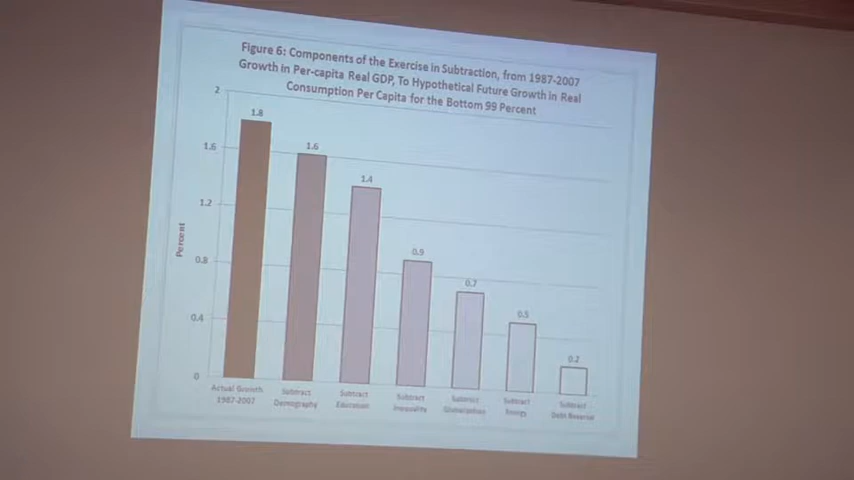 Figure 6: Components of the Exercise in Subtraction, from 1987-2007
Growth in Per-capita Real GDP, To Hypothetical Future Growth in Real
Consumption Per Capita for the Bottom 99 Percent
2
1.6
1.2
0.8
0.4
0
Percent
1.8
1.6
1.4
0.9
0.7
0.5
0.2
Actual Growth
1987-2007
Subtract
Demography
Subtract
Education
Subtract
Inequality
Subtract
Globalization
Subtract
Energy
Subtract
Debt Reverse